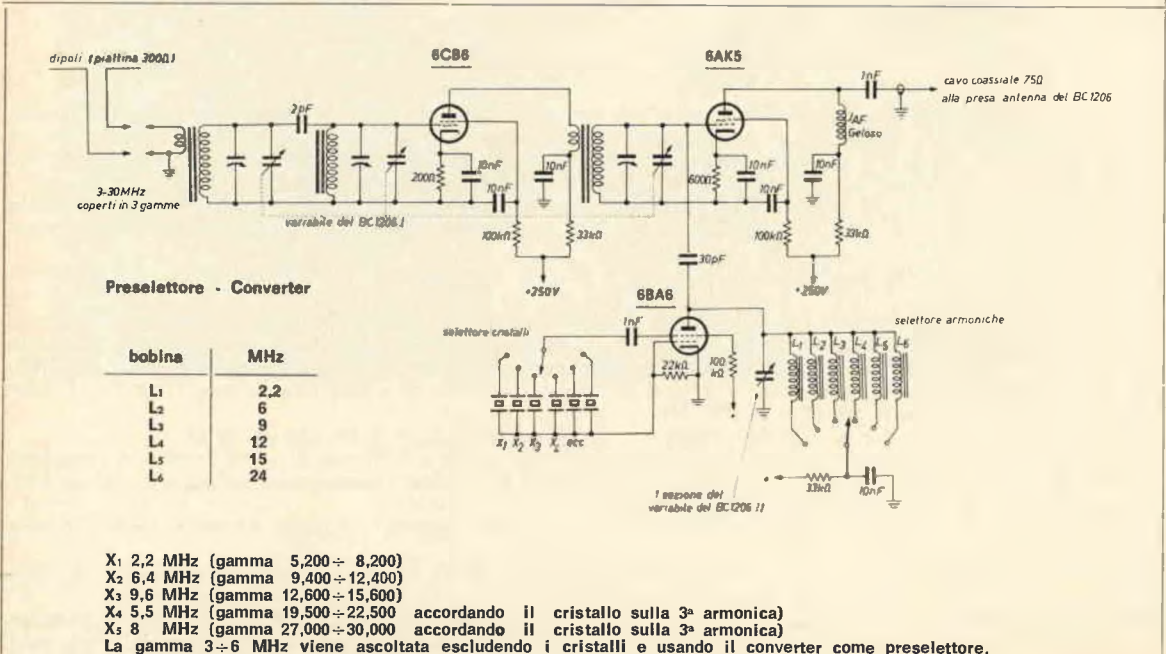 dipoli (piattina 300Ω)
6CB6
6AK5
1nF
cavo coassiale 75Ω
alla presa antenna del BC1206
2pF
JAF
Geloso
200Ω
10nF
10nF
10nF
600Ω
10nF
10nF
10nF
3-30MHz
coperti in 3 gamme
variabile del BC1206 I
100kΩ
33kΩ
100kΩ
33kΩ
+250V
30pF
+250V
Preselettore - Converter
6BA6
selettore cristalli
1nF
selettore armoniche
bobina MHz
L1 2,2
L2 6
L3 9
L4 12
L5 15
L6 24
22kΩ
100 kΩ
L1 L2 L3 L4 L5 L6
X1 X2 X3 ecc
33kΩ
10nF
1 sezione del
variabile del BC1206 II
X1 2,2 MHz (gamma 5,200÷ 8,200)
X2 6,4 MHz (gamma 9,400÷12,400)
X3 9,6 MHz (gamma 12,600÷15,600)
X4 5,5 MHz (gamma 19,500÷22,500 accordando il cristallo sulla 3ª armonica)
X5 8 MHz (gamma 27,000÷30,000 accordando il cristallo sulla 3ª armonica)
La gamma 3÷6 MHz viene ascoltata escludendo i cristalli e usando il converter come preselettore.